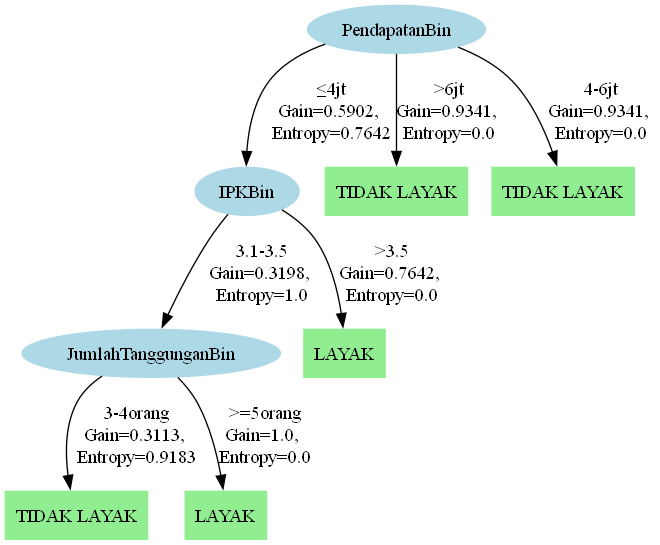 PendapatanBin
≤4jt
Gain=0.5902,
Entropy=0.7642
>6jt
Gain=0.9341,
Entropy=0.0
4-6jt
Gain=0.9341,
Entropy=0.0
IPKBin
TIDAK LAYAK
TIDAK LAYAK
3.1-3.5
Gain=0.3198,
Entropy=1.0
>3.5
Gain=0.7642,
Entropy=0.0
JumlahTanggunganBin
LAYAK
3-4orang
Gain=0.3113,
Entropy=0.9183
>=5orang
Gain=1.0,
Entropy=0.0
TIDAK LAYAK
LAYAK